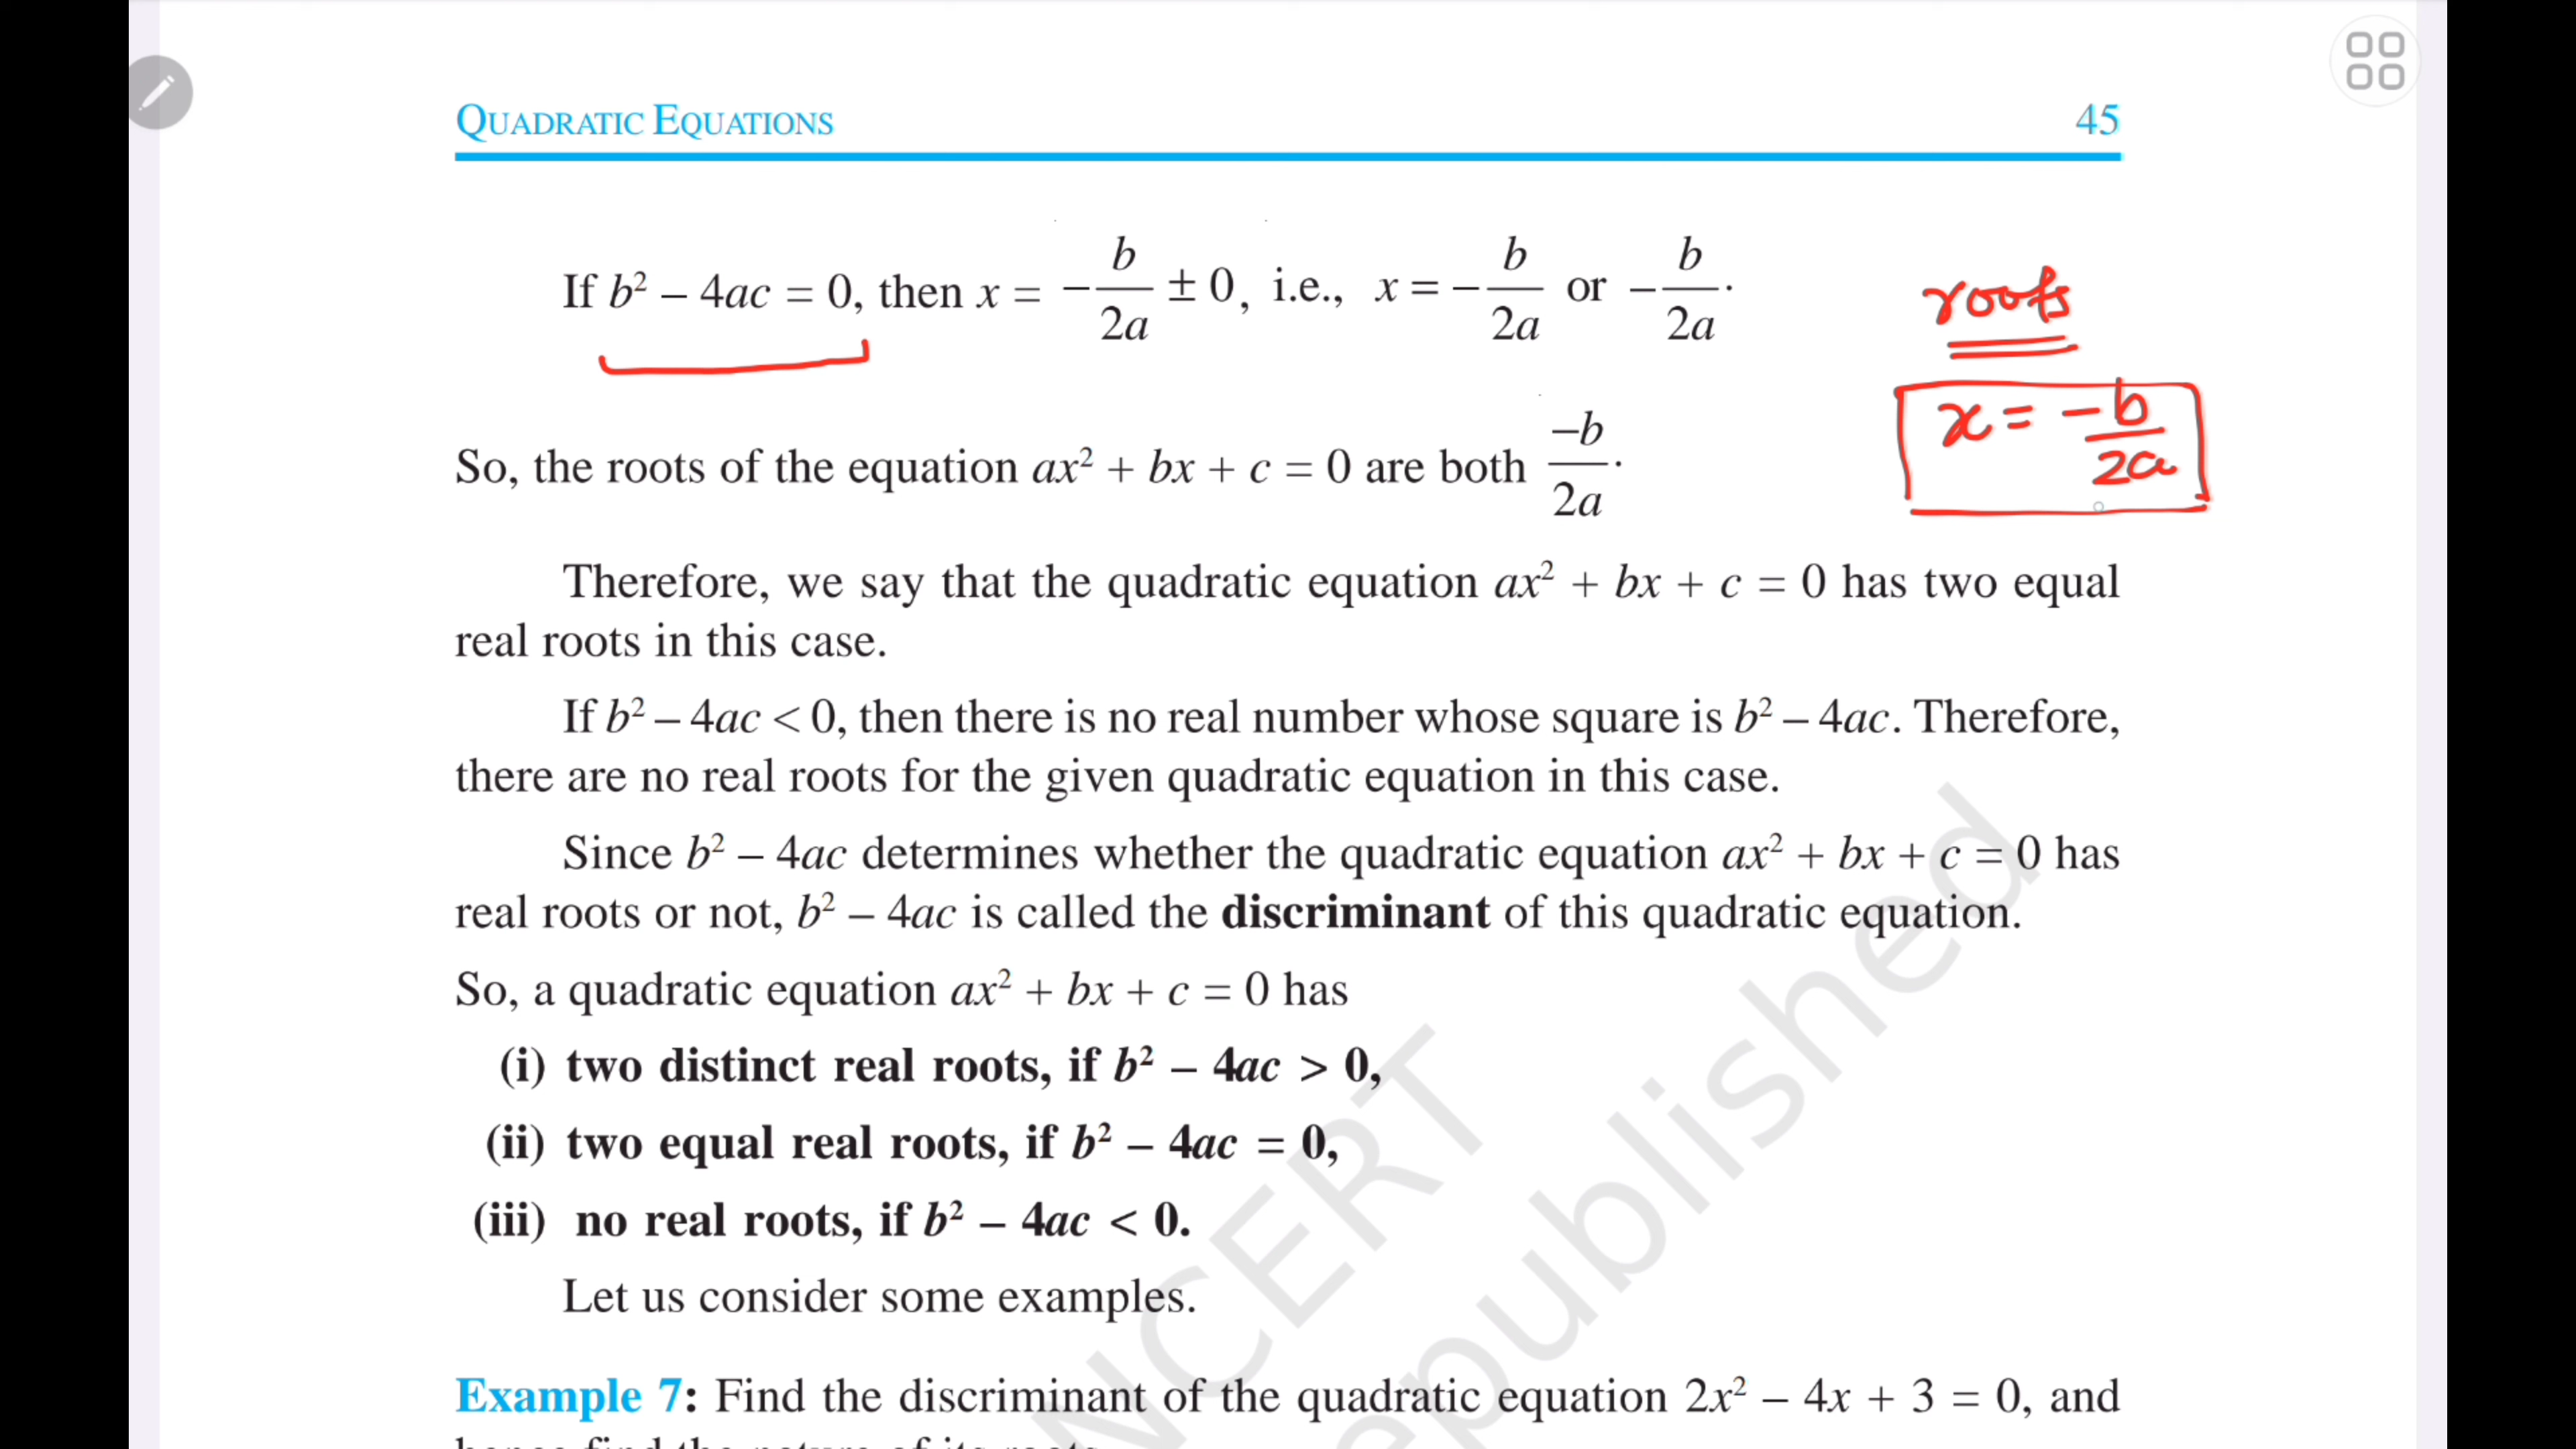 QUADRATIC EQUATIONS 45
If b² – 4ac = 0, then x = –b/2a ± 0, i.e., x = –b/2a or –b/2a.
roots
x = –b/2a
So, the roots of the equation ax² + bx + c = 0 are both –b/2a.
Therefore, we say that the quadratic equation ax² + bx + c = 0 has two equal
real roots in this case.
If b² – 4ac < 0, then there is no real number whose square is b² – 4ac. Therefore,
there are no real roots for the given quadratic equation in this case.
Since b² – 4ac determines whether the quadratic equation ax² + bx + c = 0 has
real roots or not, b² – 4ac is called the discriminant of this quadratic equation.
So, a quadratic equation ax² + bx + c = 0 has
(i) two distinct real roots, if b² – 4ac > 0,
(ii) two equal real roots, if b² – 4ac = 0,
(iii) no real roots, if b² – 4ac < 0.
Let us consider some examples.
Example 7: Find the discriminant of the quadratic equation 2x² – 4x + 3 = 0, and
NCERT
epublished